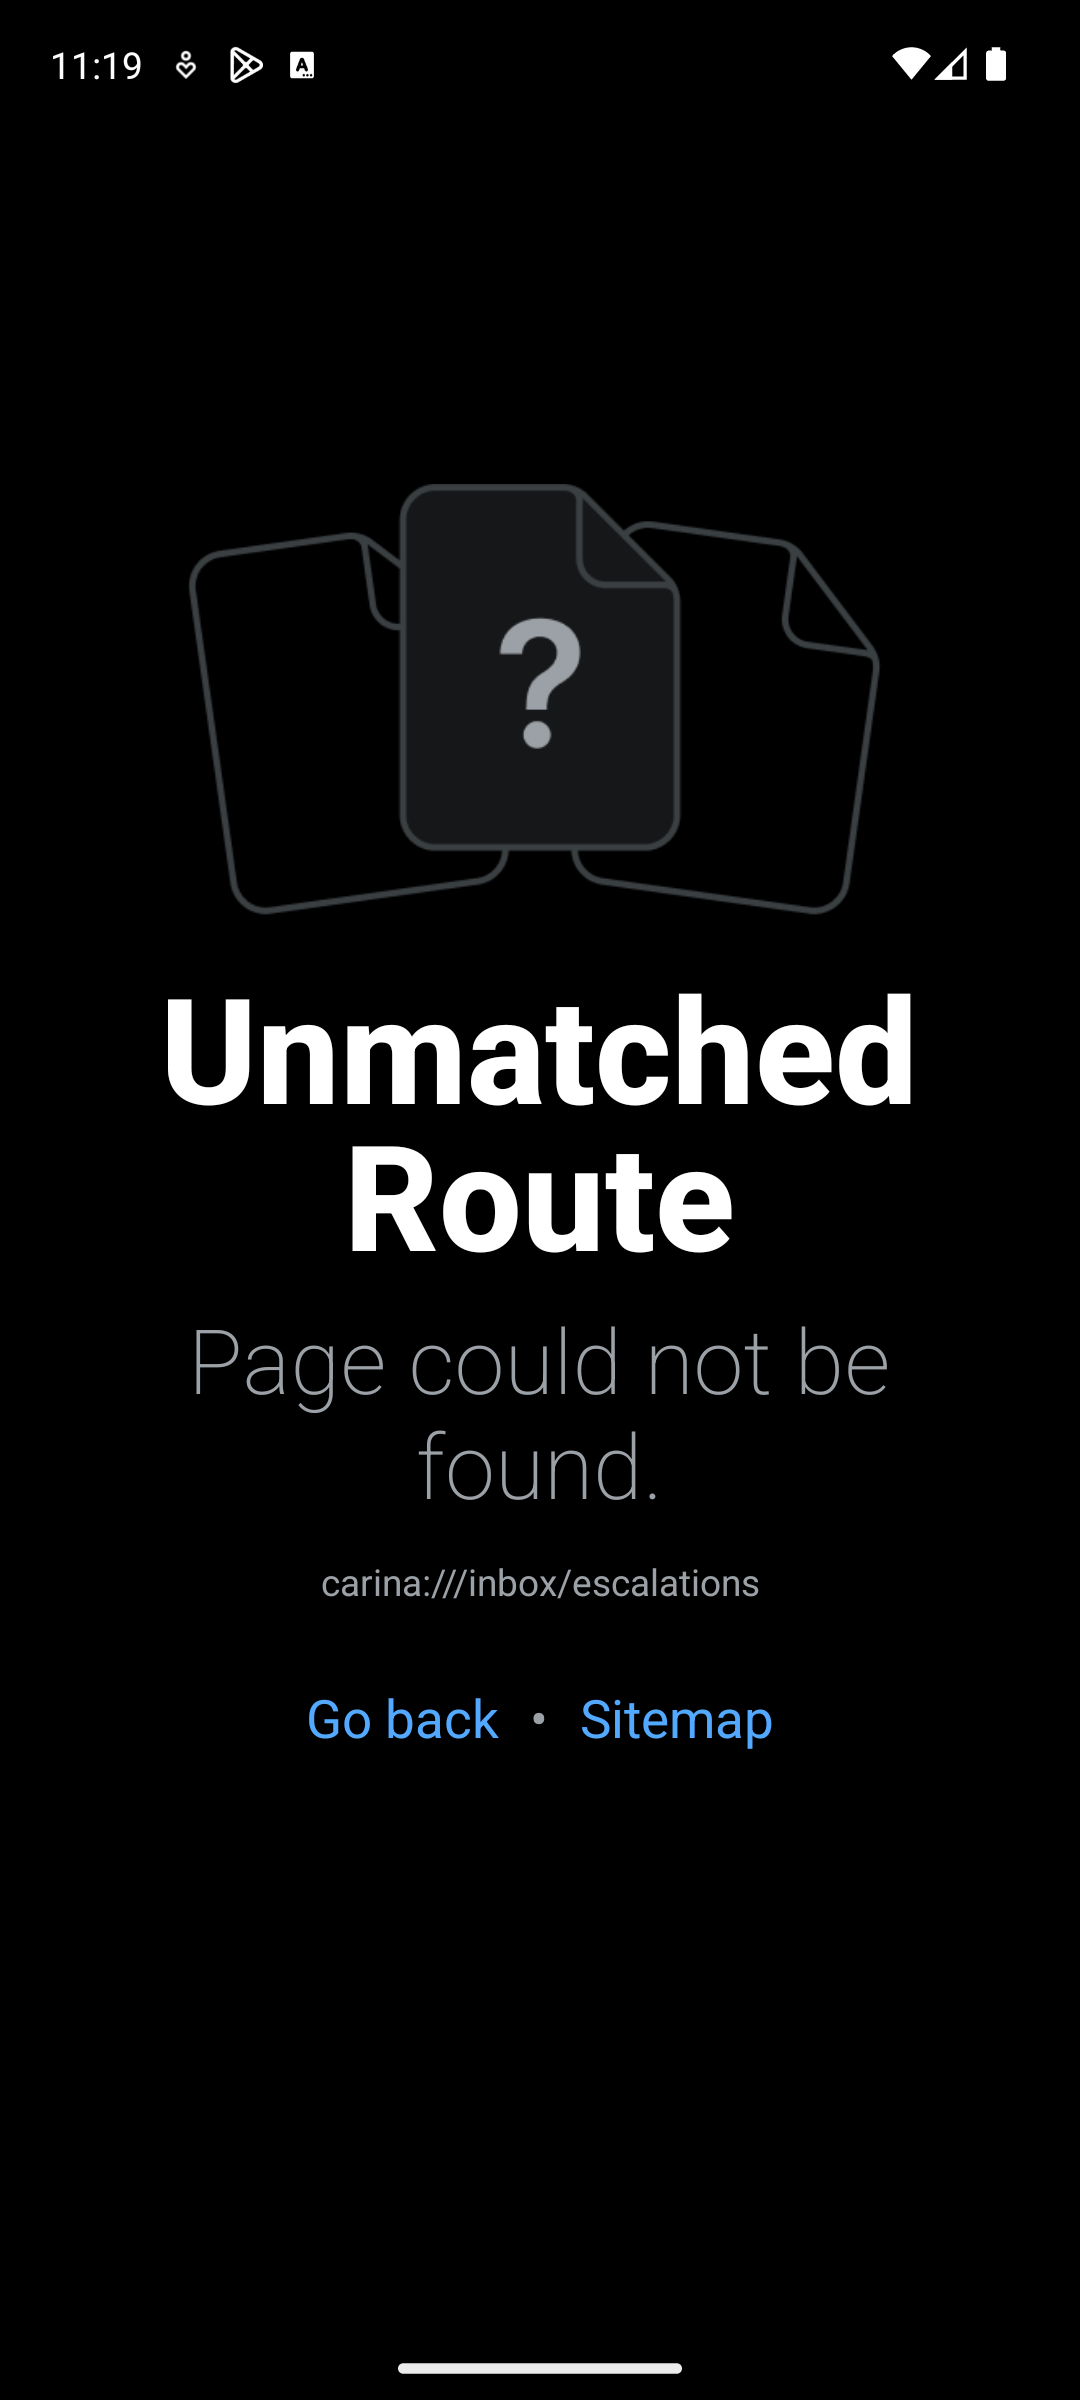 11:19
?
Unmatched
Route
Page could not be
found.
carina:///inbox/escalations
Go back • Sitemap